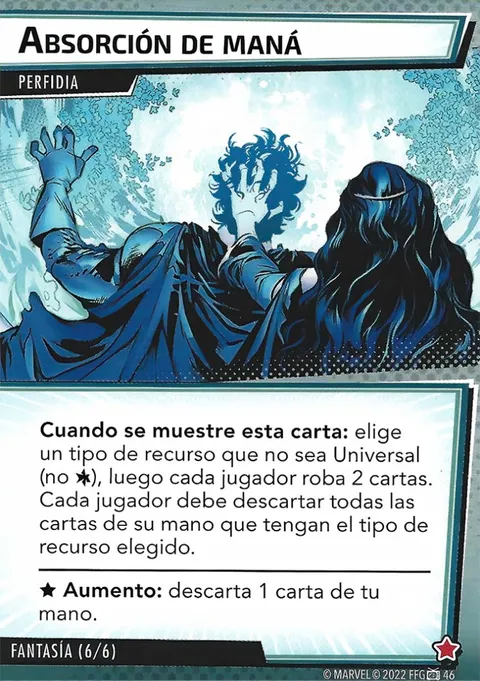 ABSORCIÓN DE MANÁ
PERFIDIA
Cuando se muestre esta carta: elige
un tipo de recurso que no sea Universal
(no ), luego cada jugador roba 2 cartas.
Cada jugador debe descartar todas las
cartas de su mano que tengan el tipo de
recurso elegido.
★ Aumento: descarta 1 carta de tu
mano.
FANTASÍA (6/6)
© MARVEL © 2022 FFG 46